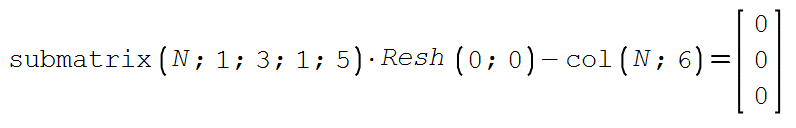 submatrix(N; 1; 3; 1; 5)·Resh(0; 0)−col(N; 6)=[0
0
0]